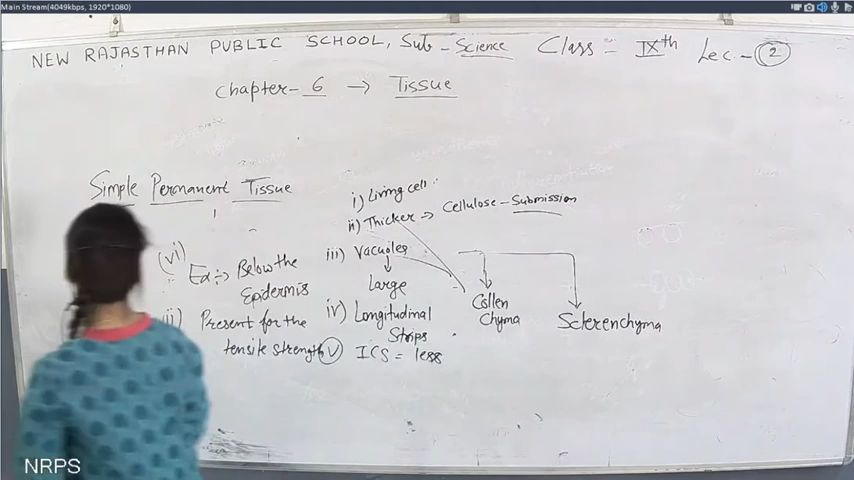 Main Stream(4049kbps, 1920*1080)
NEW RAJASTHAN PUBLIC SCHOOL, Sub - Science Class = IXth Lec - 2
Chapter - 6 → Tissue
Simple Permanent Tissue
i) Living cell
ii) Thicker → Cellulose - Submission
iii) Vacuoles
Large
iv) Longitudinal
Strips
v ICS = less
(vi)
Ex ÷ Below the
Epidermis
ii) Present for the
tensite strength
Collen
chyma
Sclerenchyma
NRPS